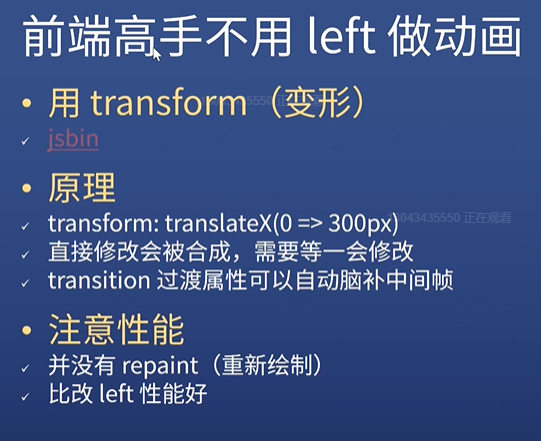 前端高手不用 left 做动画
• 用 transform（变形）
✓ jsbin
• 原理
✓ transform: translateX(0 => 300px)
13043435550 正在观看
✓ 直接修改会被合成，需要等一会修改
✓ transition 过渡属性可以自动脑补中间帧
• 注意性能
✓ 并没有 repaint（重新绘制）
✓ 比改 left 性能好